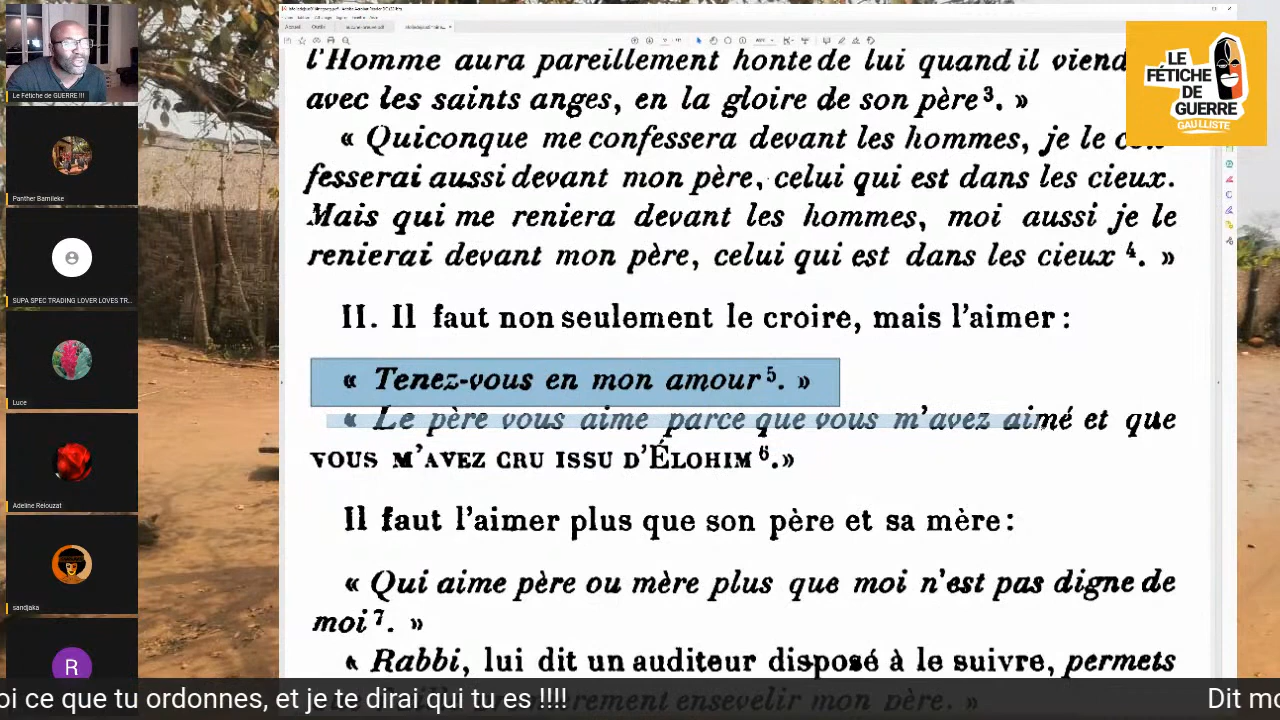 l'Homme aura pareillement honte de lui quand il viend
avec les saints anges, en la gloire de son père³. »
« Quiconque me confessera devant les hommes, je le
fesserai aussi devant mon père, celui qui est dans les cieux.
Mais qui me reniera devant les hommes, moi aussi je le
renierai devant mon père, celui qui est dans les cieux⁴. »
II. Il faut non seulement le croire, mais l'aimer :
« Tenez-vous en mon amour⁵. »
« Le père vous aime parce que vous m'avez aimé et que
VOUS M'AVEZ CRU ISSU D'ÉLOHIM⁶.»
Il faut l'aimer plus que son père et sa mère :
« Qui aime père ou mère plus que moi n'est pas digne de
moi⁷. »
« Rabbi, lui dit un auditeur disposé à le suivre, permets
ensevelir mon père. »
LE
FÉTICHE
DE
GUERRE
GAULLISTE
Le Fétiche de GUERRE !!!
Panther Bamileke
SUPA SPEC TRADING LOVER LOVES TR...
Luce
Adeline Relouzat
sandjaka
R
oi ce que tu ordonnes, et je te dirai qui tu es !!!!
Dit mo